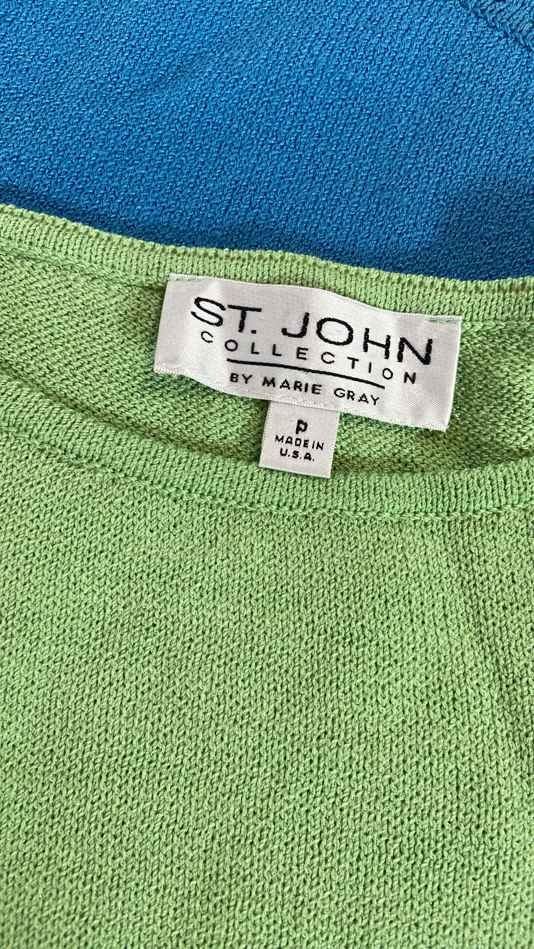 ST. JOHN
COLLECTION
BY MARIE GRAY
P
MADE IN
U.S.A.